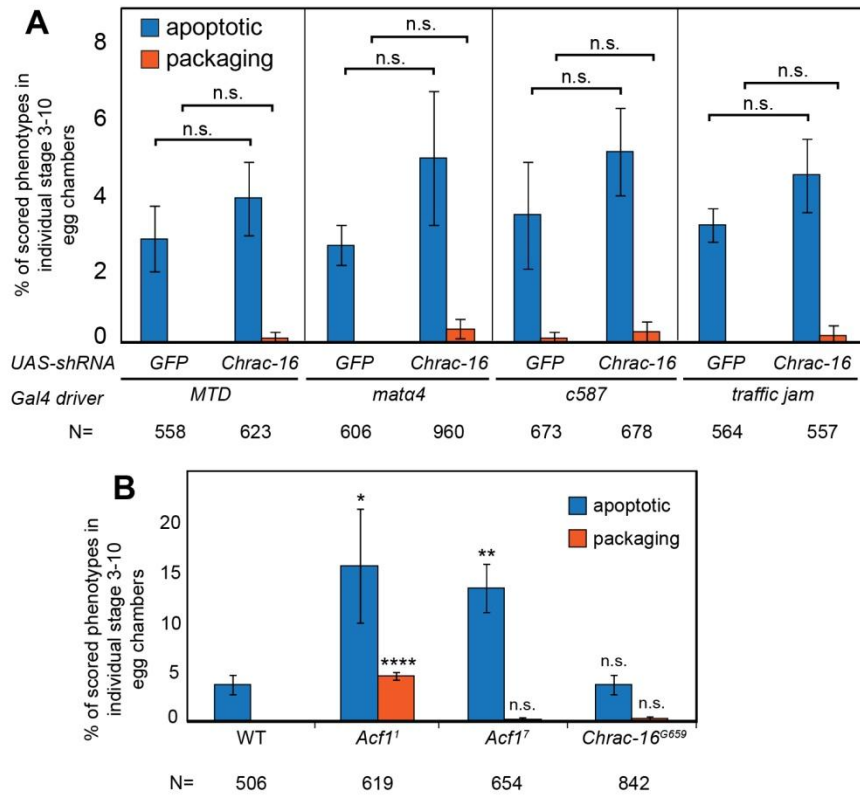 A
apoptotic
packaging
% of scored phenotypes in
individual stage 3-10
egg chambers
8
6
4
2
0
n.s.
n.s.
n.s.
n.s.
n.s.
n.s.
n.s.
n.s.
UAS-shRNA GFP Chrac-16 GFP Chrac-16 GFP Chrac-16 GFP Chrac-16
Gal4 driver MTD matα4 c587 traffic jam
N= 558 623 606 960 673 678 564 557
B
apoptotic
packaging
% of scored phenotypes in
individual stage 3-10
egg chambers
20
15
10
5
0
*
****
**
n.s.
n.s.
n.s.
WT Acf1¹ Acf1⁷ Chrac-16ᴳ⁶⁵⁹
N= 506 619 654 842